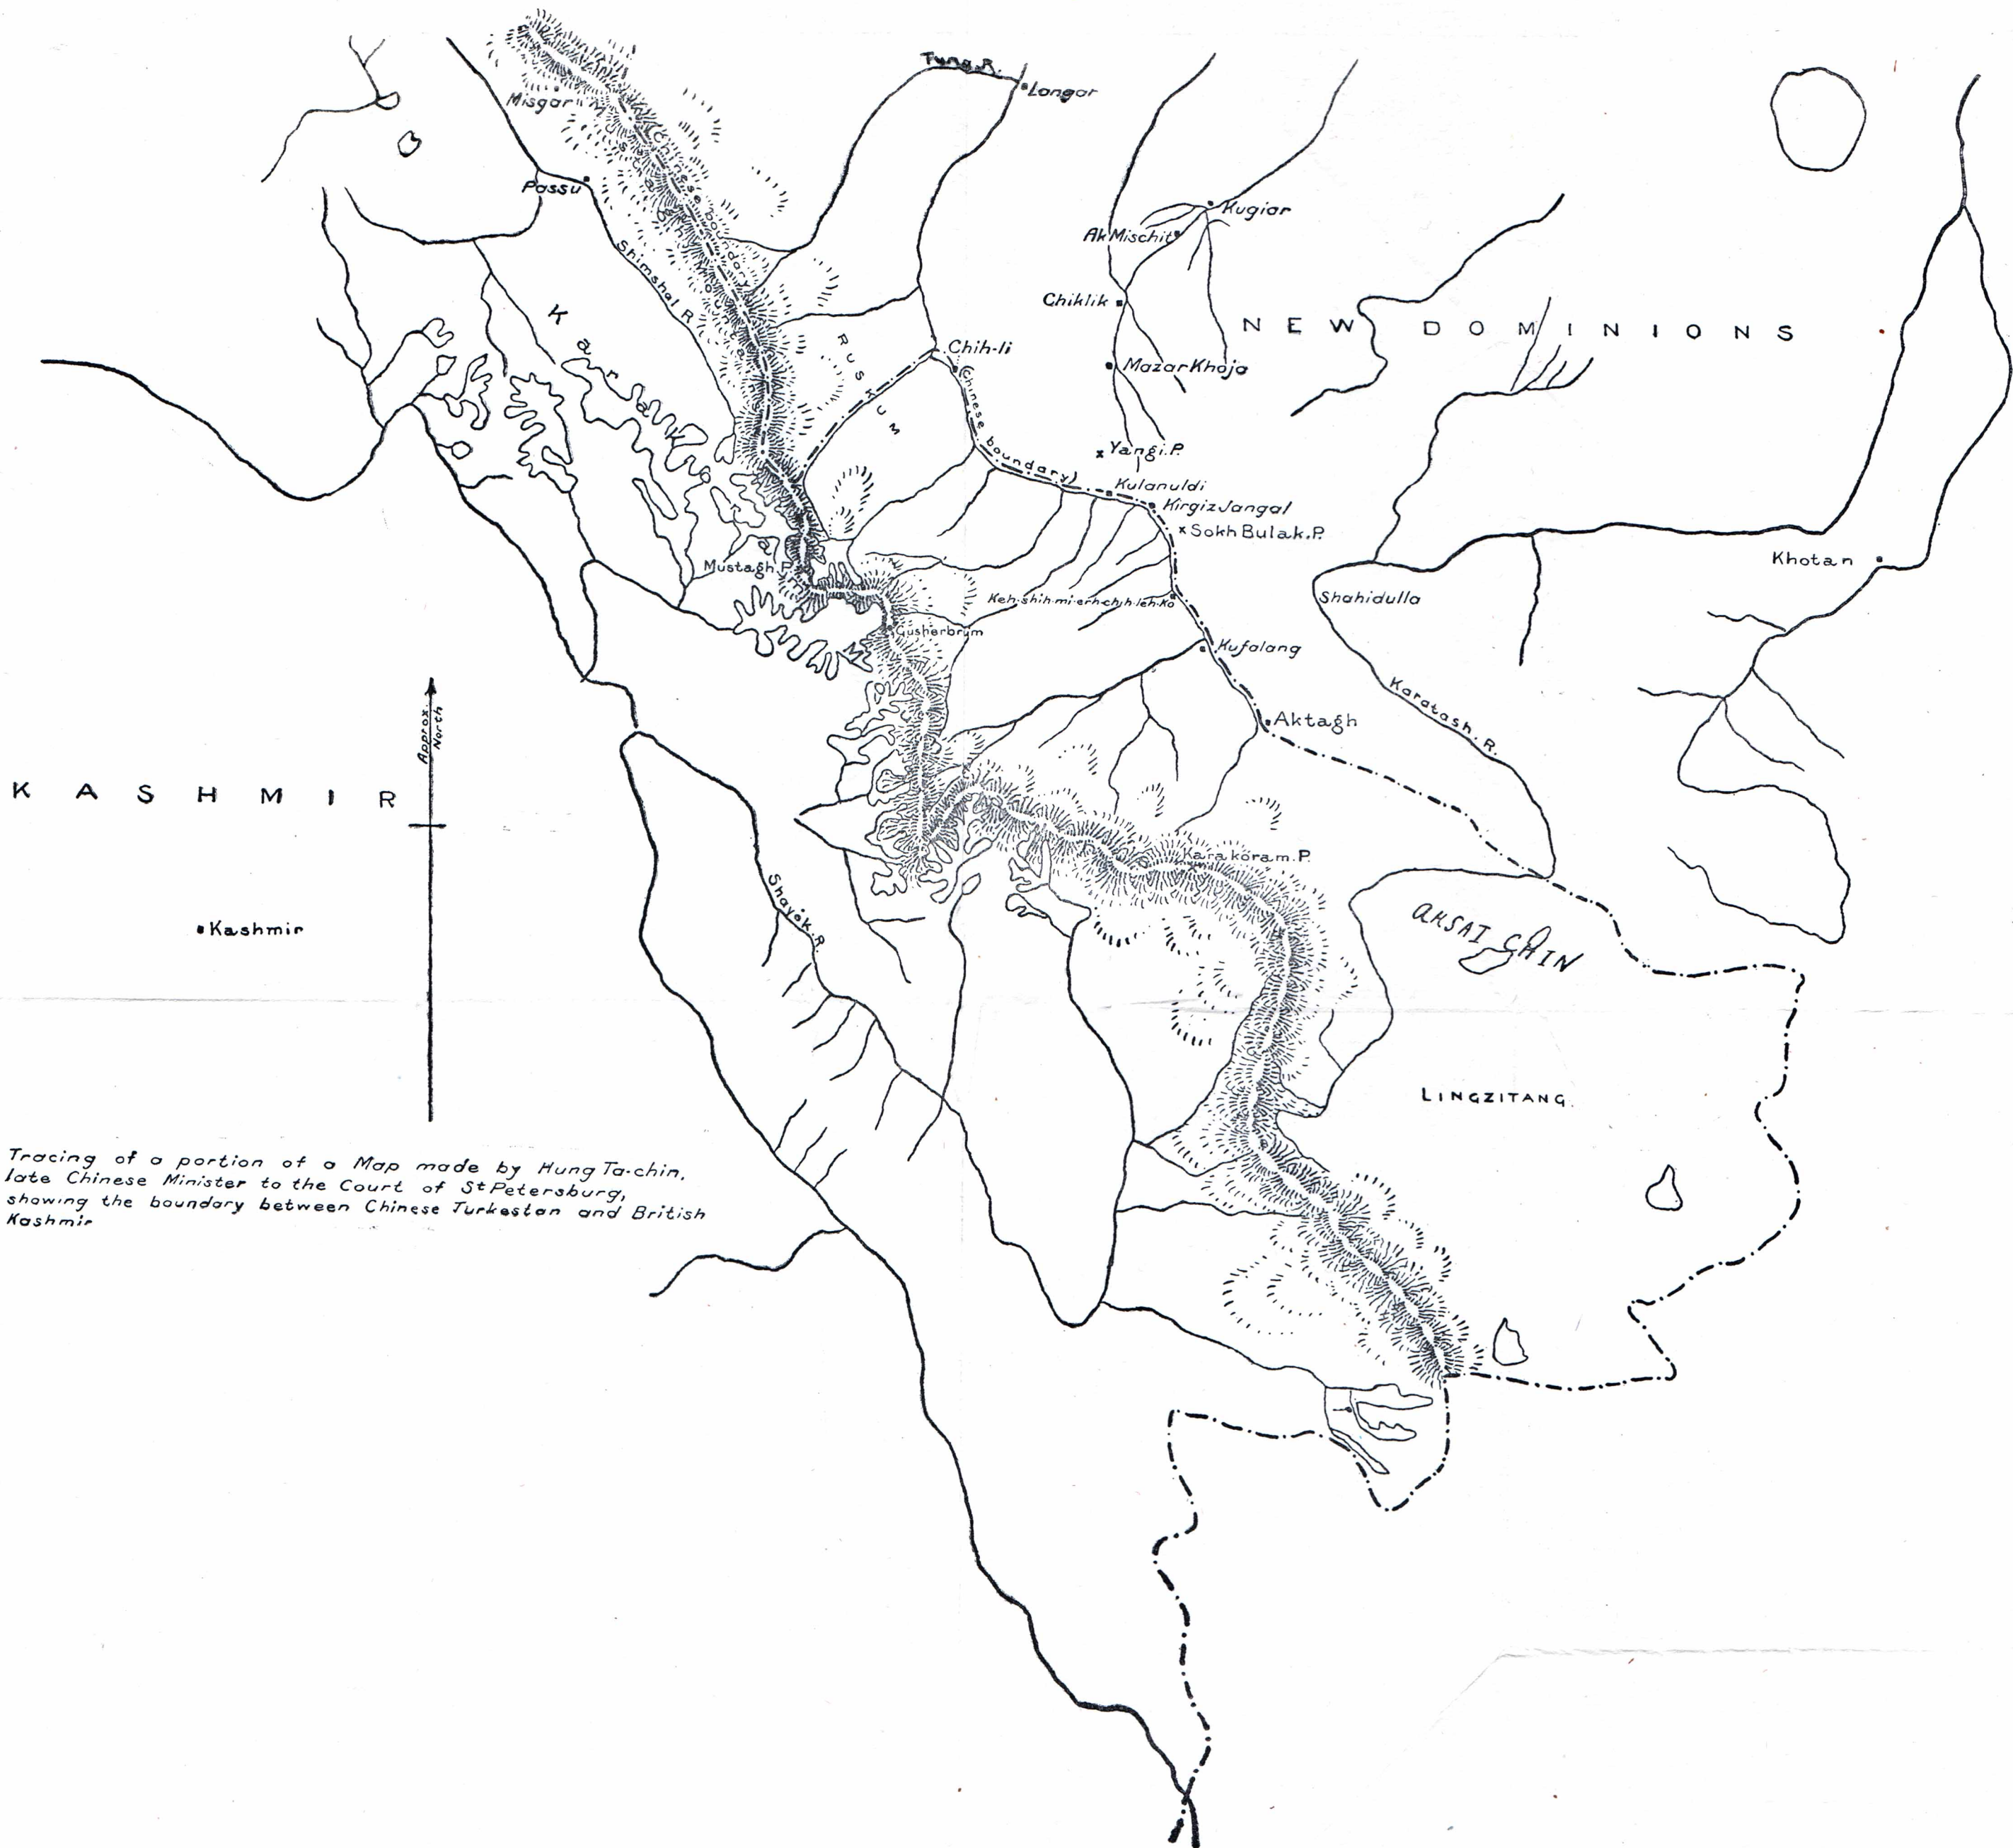 Tung R.
Langar
Misgar
Chinese boundary
Passu
Shimshal R.
Kugiar
Ak Mischit
Chiklik
NEW DOMINIONS
RUSKUM
Chih-li
Chinese boundary)
Mazar Khoja
Yangi.P.
Kulanuldi
Kirgiz Jangal
Sokh Bulak.P.
Khotan
Mustagh.P.
Keh-shih-mi-erh-chih-leh-ko
Shahidulla
Gusherbrum
Kufalang
Karatash.R.
Aktagh
Approx. North
KASHMIR
Karakoram.P.
Kashmir
Shayok.R.
AKSAI CHIN
LINGZITANG.
Tracing of a portion of a Map made by Hung Ta-chin,
late Chinese Minister to the Court of St Petersburg,
showing the boundary between Chinese Turkestan and British
Kashmir